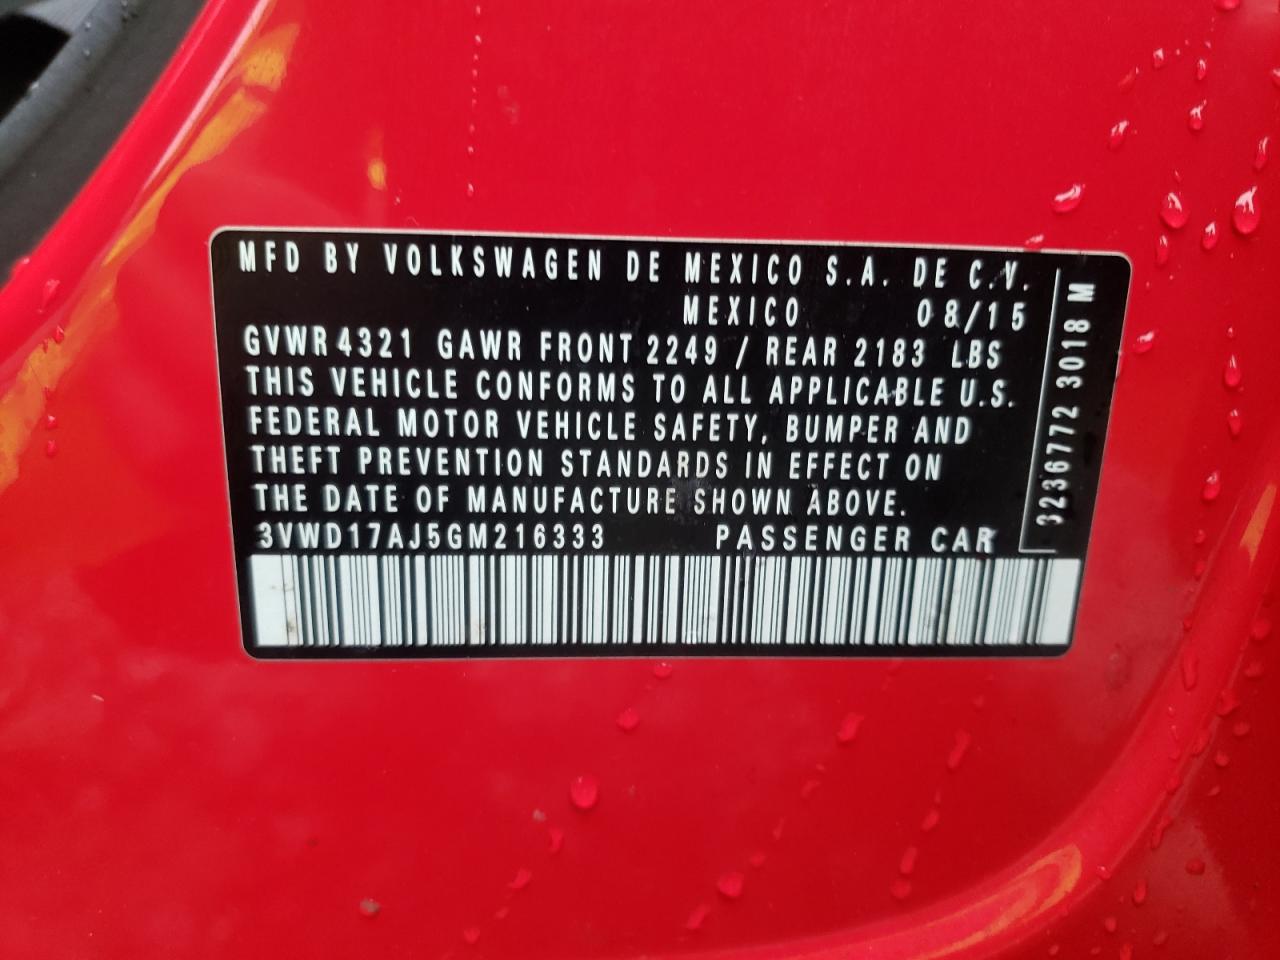 MFD BY VOLKSWAGEN DE MEXICO S.A. DE C.V.
MEXICO 08/15
GVWR 4321 GAWR FRONT 2249 / REAR 2183 LBS
THIS VEHICLE CONFORMS TO ALL APPLICABLE U.S.
FEDERAL MOTOR VEHICLE SAFETY, BUMPER AND
THEFT PREVENTION STANDARDS IN EFFECT ON
THE DATE OF MANUFACTURE SHOWN ABOVE.
3VWD17AJ5GM216333 PASSENGER CAR
3236772 3018 M